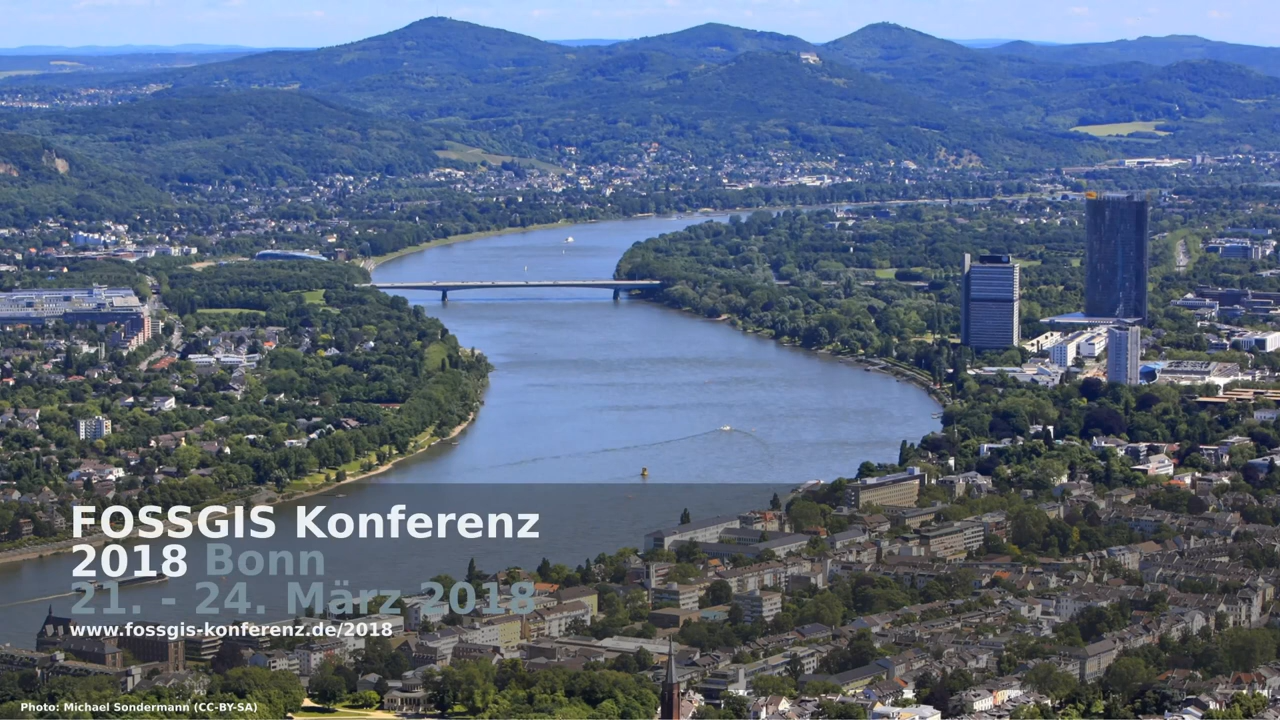 FOSSGIS Konferenz
2018 Bonn
21. - 24. März 2018
www.fossgis-konferenz.de/2018
Photo: Michael Sondermann (CC-BY-SA)